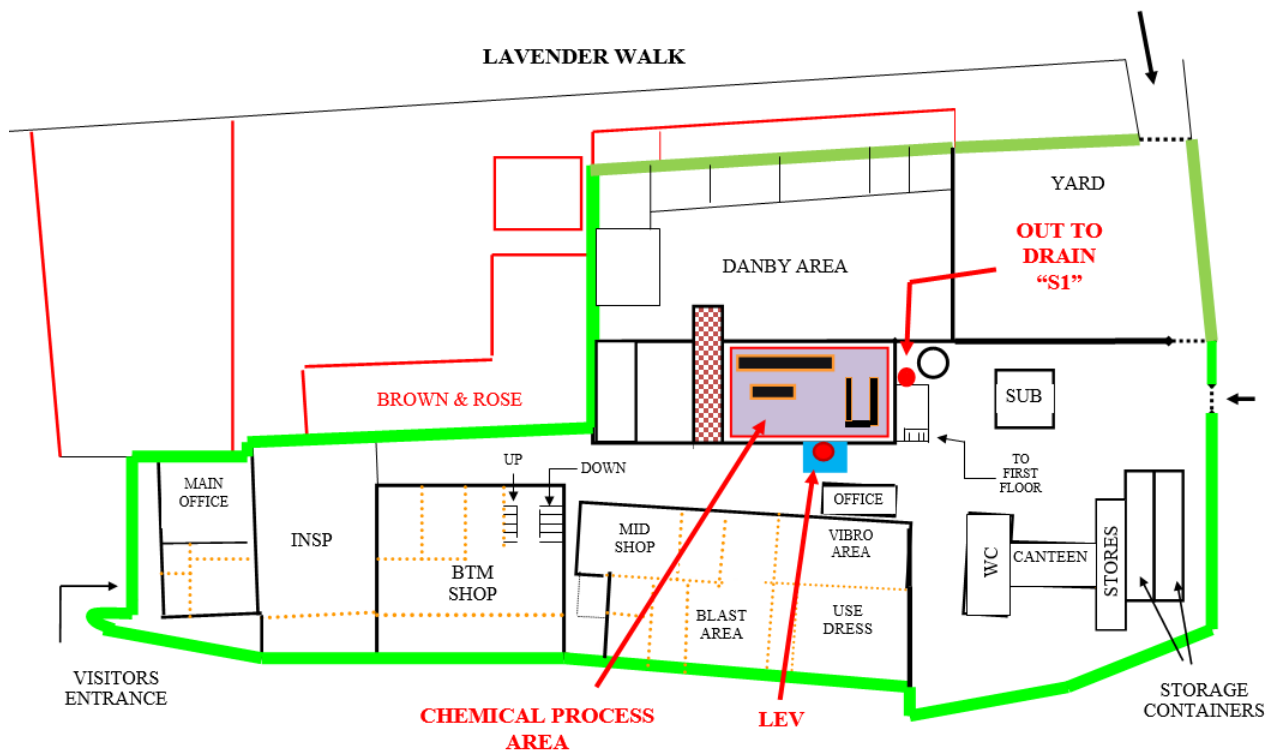 LAVENDER WALK
YARD
OUT TO
DRAIN
“S1”
DANBY AREA
BROWN & ROSE
SUB
UP
DOWN
TO
FIRST
FLOOR
MAIN
OFFICE
INSP
BTM
SHOP
MID
SHOP
OFFICE
VIBRO
AREA
BLAST
AREA
USE
DRESS
WC
CANTEEN
STORES
VISITORS
ENTRANCE
CHEMICAL PROCESS
AREA
LEV
STORAGE
CONTAINERS